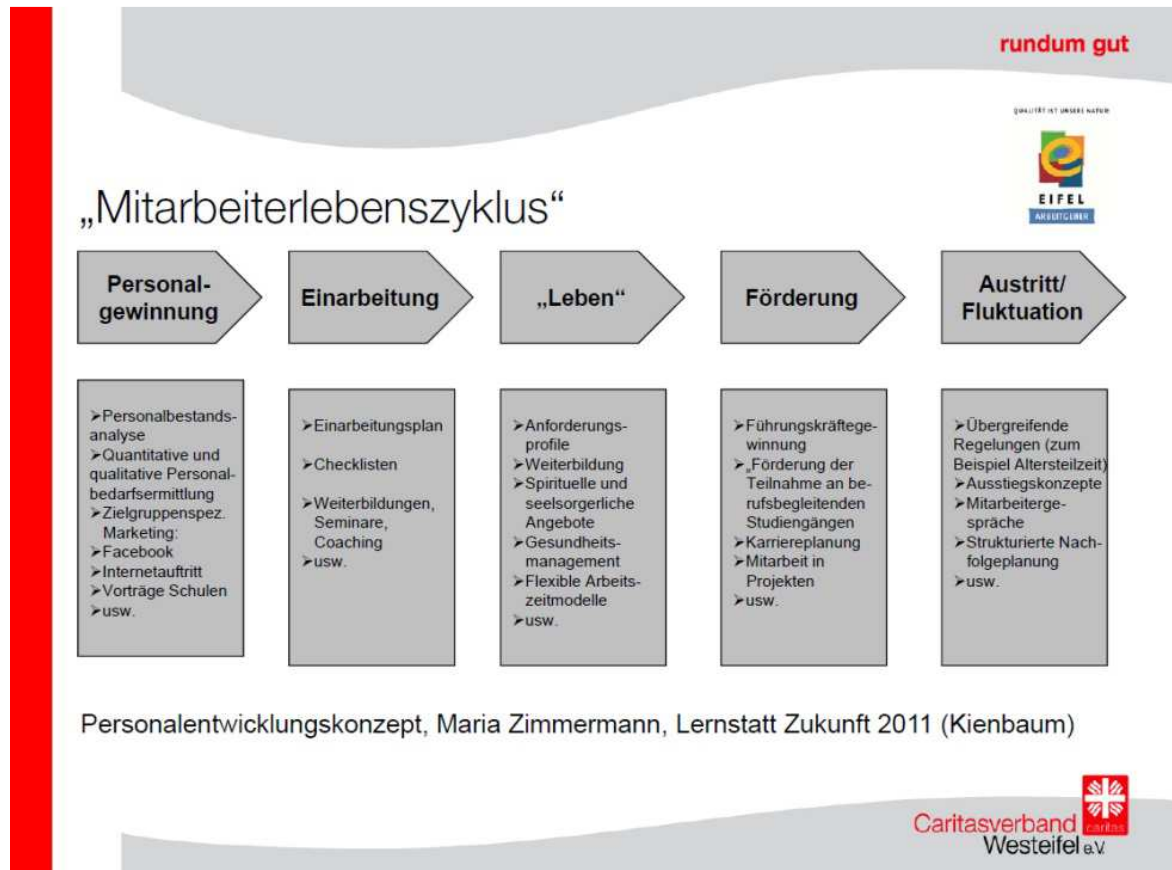 rundum gut
QUALITÄT IST UNSERE NATUR
EIFEL
ARBEITGEBER
„Mitarbeiterlebenszyklus“
Personal-
gewinnung
Einarbeitung
„Leben“
Förderung
Austritt/
Fluktuation
➢Personalbestands-
analyse
➢Quantitative und
qualitative Personal-
bedarfsermittlung
➢Zielgruppenspez.
Marketing:
➢Facebook
➢Internetauftritt
➢Vorträge Schulen
➢usw.
➢Einarbeitungsplan
➢Checklisten
➢Weiterbildungen,
Seminare,
Coaching
➢usw.
➢Anforderungs-
profile
➢Weiterbildung
➢Spirituelle und
seelsorgerliche
Angebote
➢Gesundheits-
management
➢Flexible Arbeits-
zeitmodelle
➢usw.
➢Führungskräftege-
winnung
➢„Förderung der
Teilnahme an be-
rufsbegleitenden
Studiengängen
➢Karriereplanung
➢Mitarbeit in
Projekten
➢usw.
➢Übergreifende
Regelungen (zum
Beispiel Altersteilzeit)
➢Ausstiegskonzepte
➢Mitarbeiterge-
spräche
➢Strukturierte Nach-
folgeplanung
➢usw.
Personalentwicklungskonzept, Maria Zimmermann, Lernstatt Zukunft 2011 (Kienbaum)
Caritasverband
caritas
Westeifel e.V.